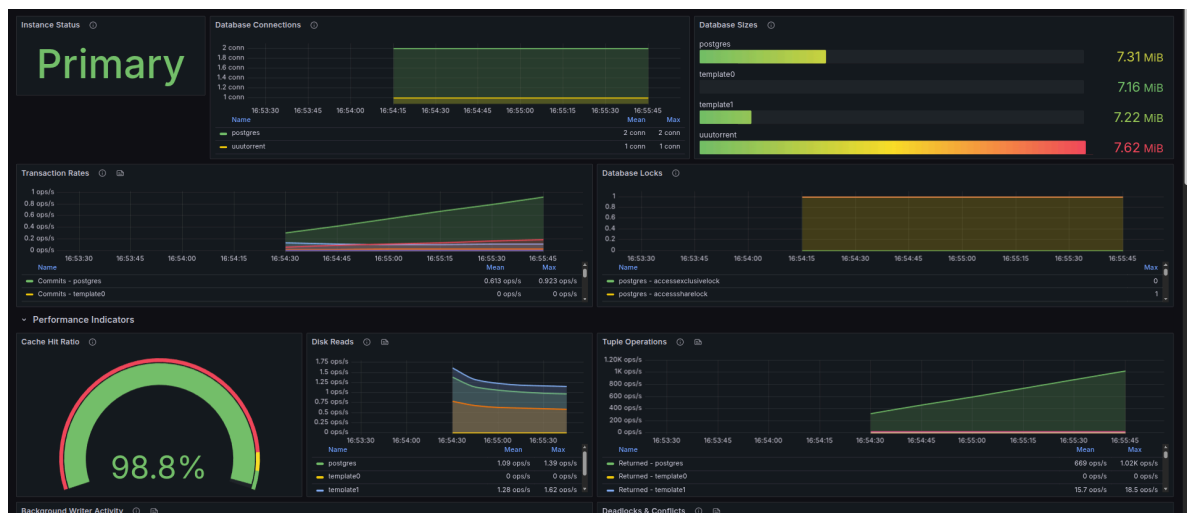 Instance Status
Primary
Database Connections
2 conn
1.8 conn
1.6 conn
1.4 conn
1.2 conn
1 conn
16:53:30 16:53:45 16:54:00 16:54:15 16:54:30 16:54:45 16:55:00 16:55:15 16:55:30 16:55:45
Name Mean Max
postgres 2 conn 2 conn
uuutorrent 1 conn 1 conn
Database Sizes
postgres
7.31 MiB
template0
7.16 MiB
template1
7.22 MiB
uuutorrent
7.62 MiB
Transaction Rates
1 ops/s
0.8 ops/s
0.6 ops/s
0.4 ops/s
0.2 ops/s
0 ops/s
16:53:30 16:53:45 16:54:00 16:54:15 16:54:30 16:54:45 16:55:00 16:55:15 16:55:30 16:55:45
Name Mean Max
Commits - postgres 0.613 ops/s 0.923 ops/s
Commits - template0 0 ops/s 0 ops/s
Database Locks
1
0.8
0.6
0.4
0.2
0
16:53:30 16:53:45 16:54:00 16:54:15 16:54:30 16:54:45 16:55:00 16:55:15 16:55:30 16:55:45
Name Max
postgres - accessexclusivelock 0
postgres - accesssharelock 1
Performance Indicators
Cache Hit Ratio
98.8%
Disk Reads
1.75 ops/s
1.5 ops/s
1.25 ops/s
1 ops/s
0.75 ops/s
0.5 ops/s
0.25 ops/s
0 ops/s
16:53:30 16:54:00 16:54:30 16:55:00 16:55:30
Name Mean Max
postgres 1.09 ops/s 1.39 ops/s
template0 0 ops/s 0 ops/s
template1 1.28 ops/s 1.62 ops/s
Tuple Operations
1.20K ops/s
1K ops/s
800 ops/s
600 ops/s
400 ops/s
200 ops/s
0 ops/s
16:53:30 16:53:45 16:54:00 16:54:15 16:54:30 16:54:45 16:55:00 16:55:15 16:55:30 16:55:45
Name Mean Max
Returned - postgres 669 ops/s 1.02K ops/s
Returned - template0 0 ops/s 0 ops/s
Returned - template1 15.7 ops/s 18.5 ops/s
Background Writer Activity
Deadlocks & Conflicts